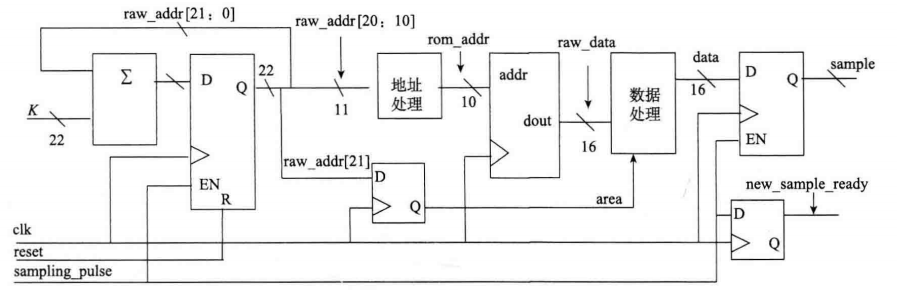 raw_addr[21：0]
raw_addr[20：10]
rom_addr
raw_data
data
sample
Σ
D
Q
22
11
地址
处理
10
addr
dout
16
数据
处理
16
D
Q
EN
K
22
raw_addr[21]
EN
R
D
Q
area
new_sample_ready
D
Q
clk
reset
sampling_pulse